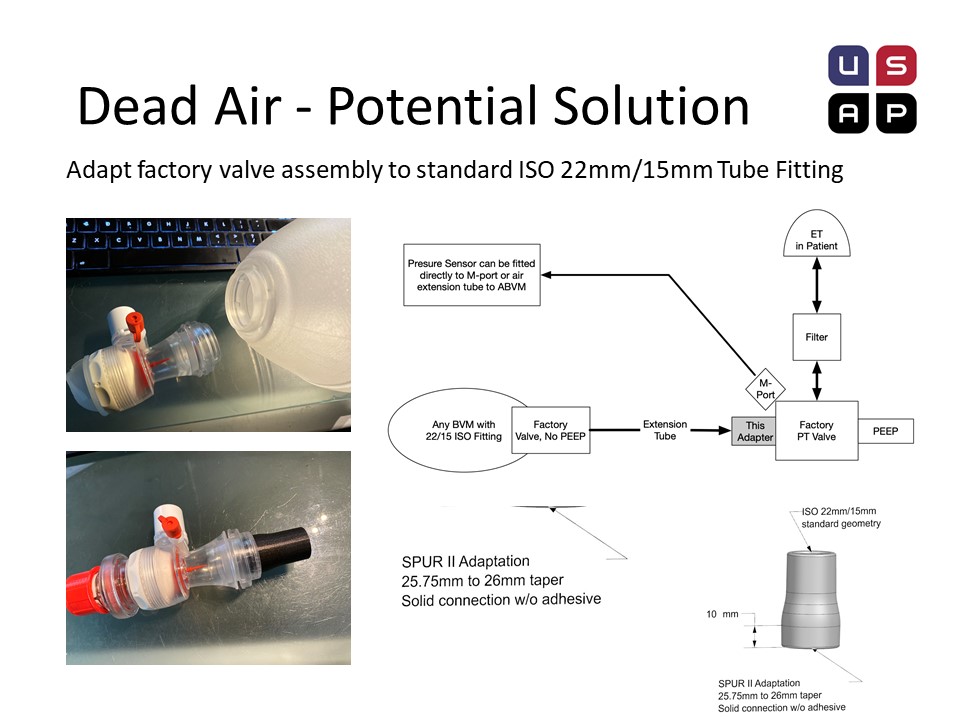 Dead Air - Potential Solution
U S
A P
Adapt factory valve assembly to standard ISO 22mm/15mm Tube Fitting
ET
in Patient
Presure Sensor can be fitted
directly to M-port or air
extension tube to ABVM
Filter
M-
Port
Any BVM with
22/15 ISO Fitting
Factory
Valve, No PEEP
Extension
Tube
This
Adapter
Factory
PT Valve
PEEP
ISO 22mm/15mm
standard geometry
SPUR II Adaptation
25.75mm to 26mm taper
Solid connection w/o adhesive
10 mm
SPUR II Adaptation
25.75mm to 26mm taper
Solid connection w/o adhesive